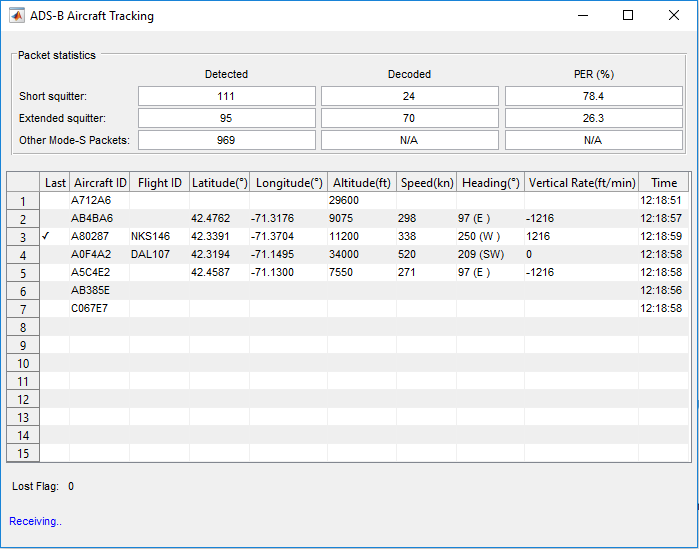 ADS-B Aircraft Tracking
Packet statistics
Detected Decoded PER (%)
Short squitter: 111 24 78.4
Extended squitter: 95 70 26.3
Other Mode-S Packets: 969 N/A N/A
Last Aircraft ID Flight ID Latitude(°) Longitude(°) Altitude(ft) Speed(kn) Heading(°) Vertical Rate(ft/min) Time
1 A712A6 29600 12:18:51
2 AB4BA6 42.4762 -71.3176 9075 298 97 (E ) -1216 12:18:57
3 ✓ A80287 NKS146 42.3391 -71.3704 11200 338 250 (W ) 1216 12:18:59
4 A0F4A2 DAL107 42.3194 -71.1495 34000 520 209 (SW) 0 12:18:58
5 A5C4E2 42.4587 -71.1300 7550 271 97 (E ) -1216 12:18:58
6 AB385E 12:18:56
7 C067E7 12:18:58
8
9
10
11
12
13
14
15
Lost Flag: 0
Receiving..